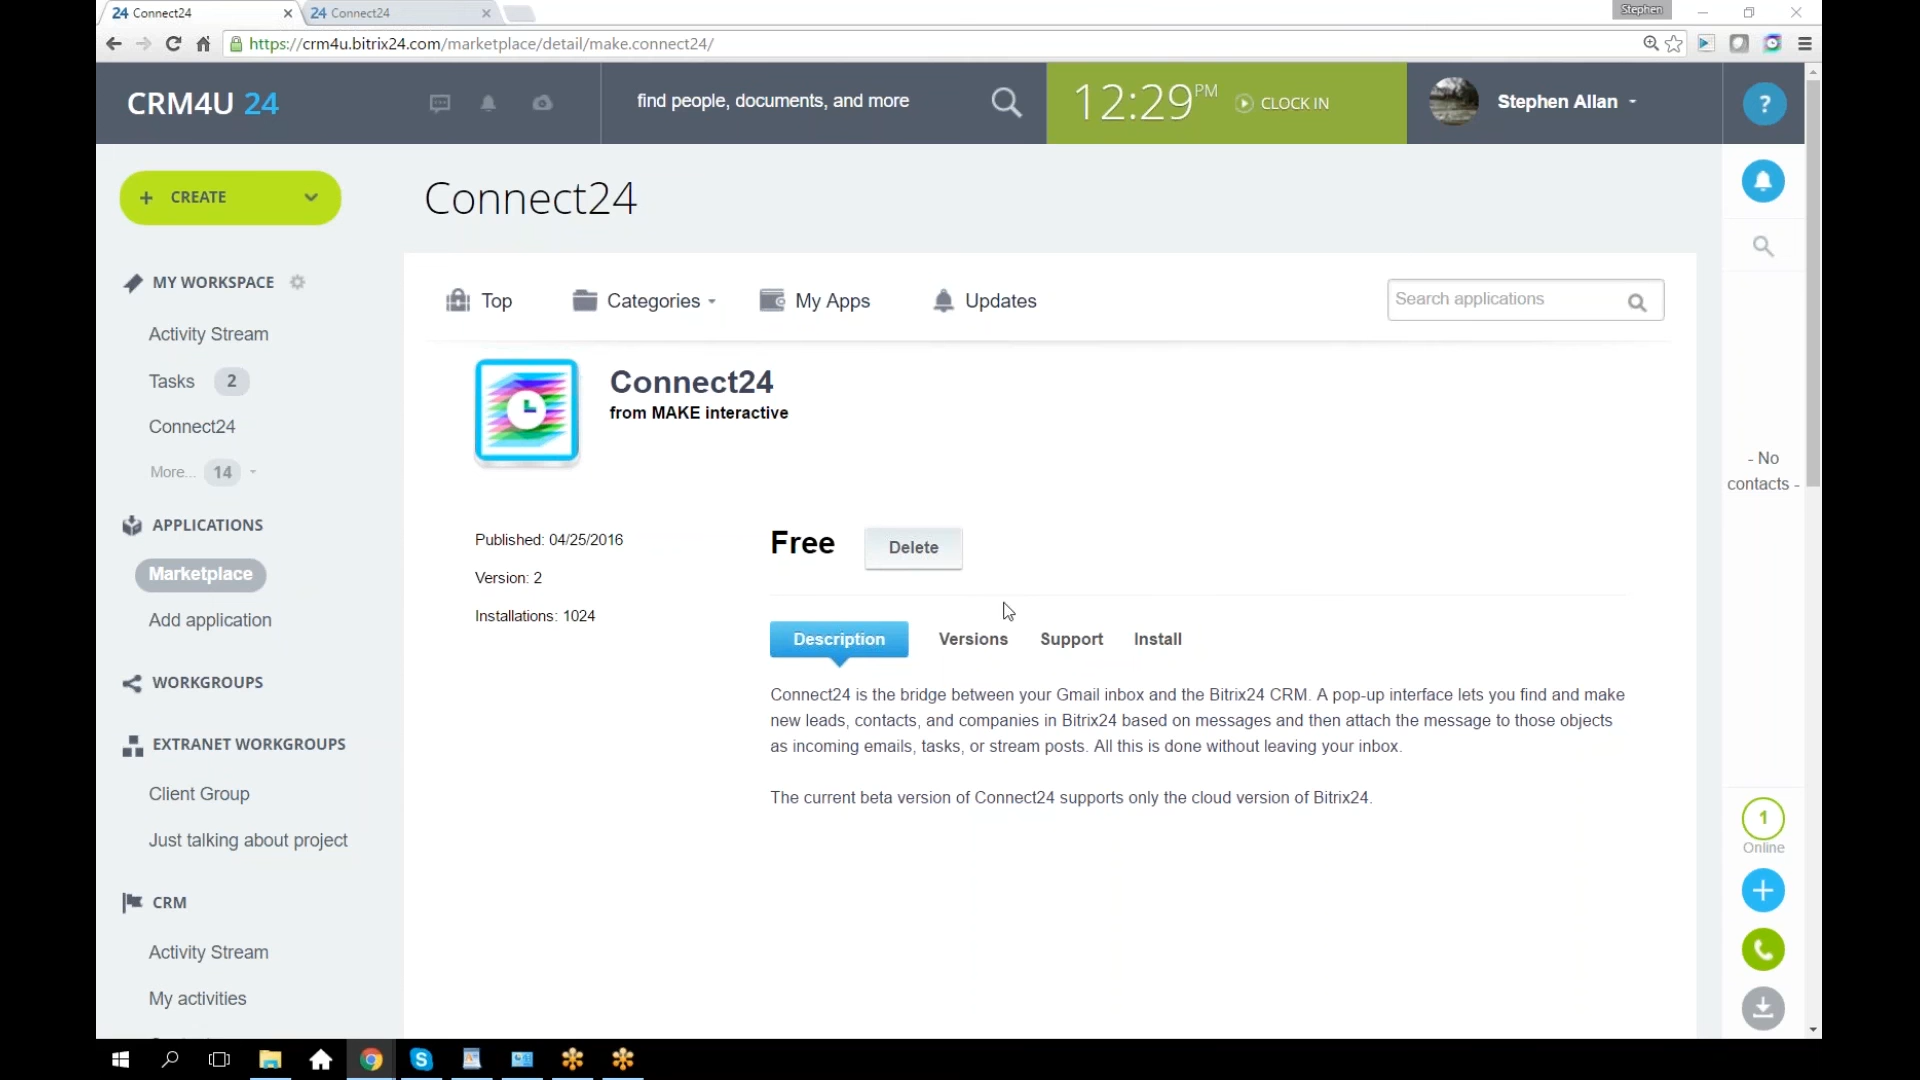 24 Connect24
24 Connect24
Stephen
https://crm4u.bitrix24.com/marketplace/detail/make.connect24/
CRM4U 24
find people, documents, and more
12:29 PM
CLOCK IN
Stephen Allan
?
+ CREATE
Connect24
MY WORKSPACE
Activity Stream
Tasks 2
Connect24
More... 14
APPLICATIONS
Marketplace
Add application
WORKGROUPS
EXTRANET WORKGROUPS
Client Group
Just talking about project
CRM
Activity Stream
My activities
Top
Categories
My Apps
Updates
Search applications
Connect24
from MAKE interactive
Published: 04/25/2016
Version: 2
Installations: 1024
Free
Delete
Description
Versions
Support
Install
Connect24 is the bridge between your Gmail inbox and the Bitrix24 CRM. A pop-up interface lets you find and make
new leads, contacts, and companies in Bitrix24 based on messages and then attach the message to those objects
as incoming emails, tasks, or stream posts. All this is done without leaving your inbox.
The current beta version of Connect24 supports only the cloud version of Bitrix24.
- No
contacts -
1
Online